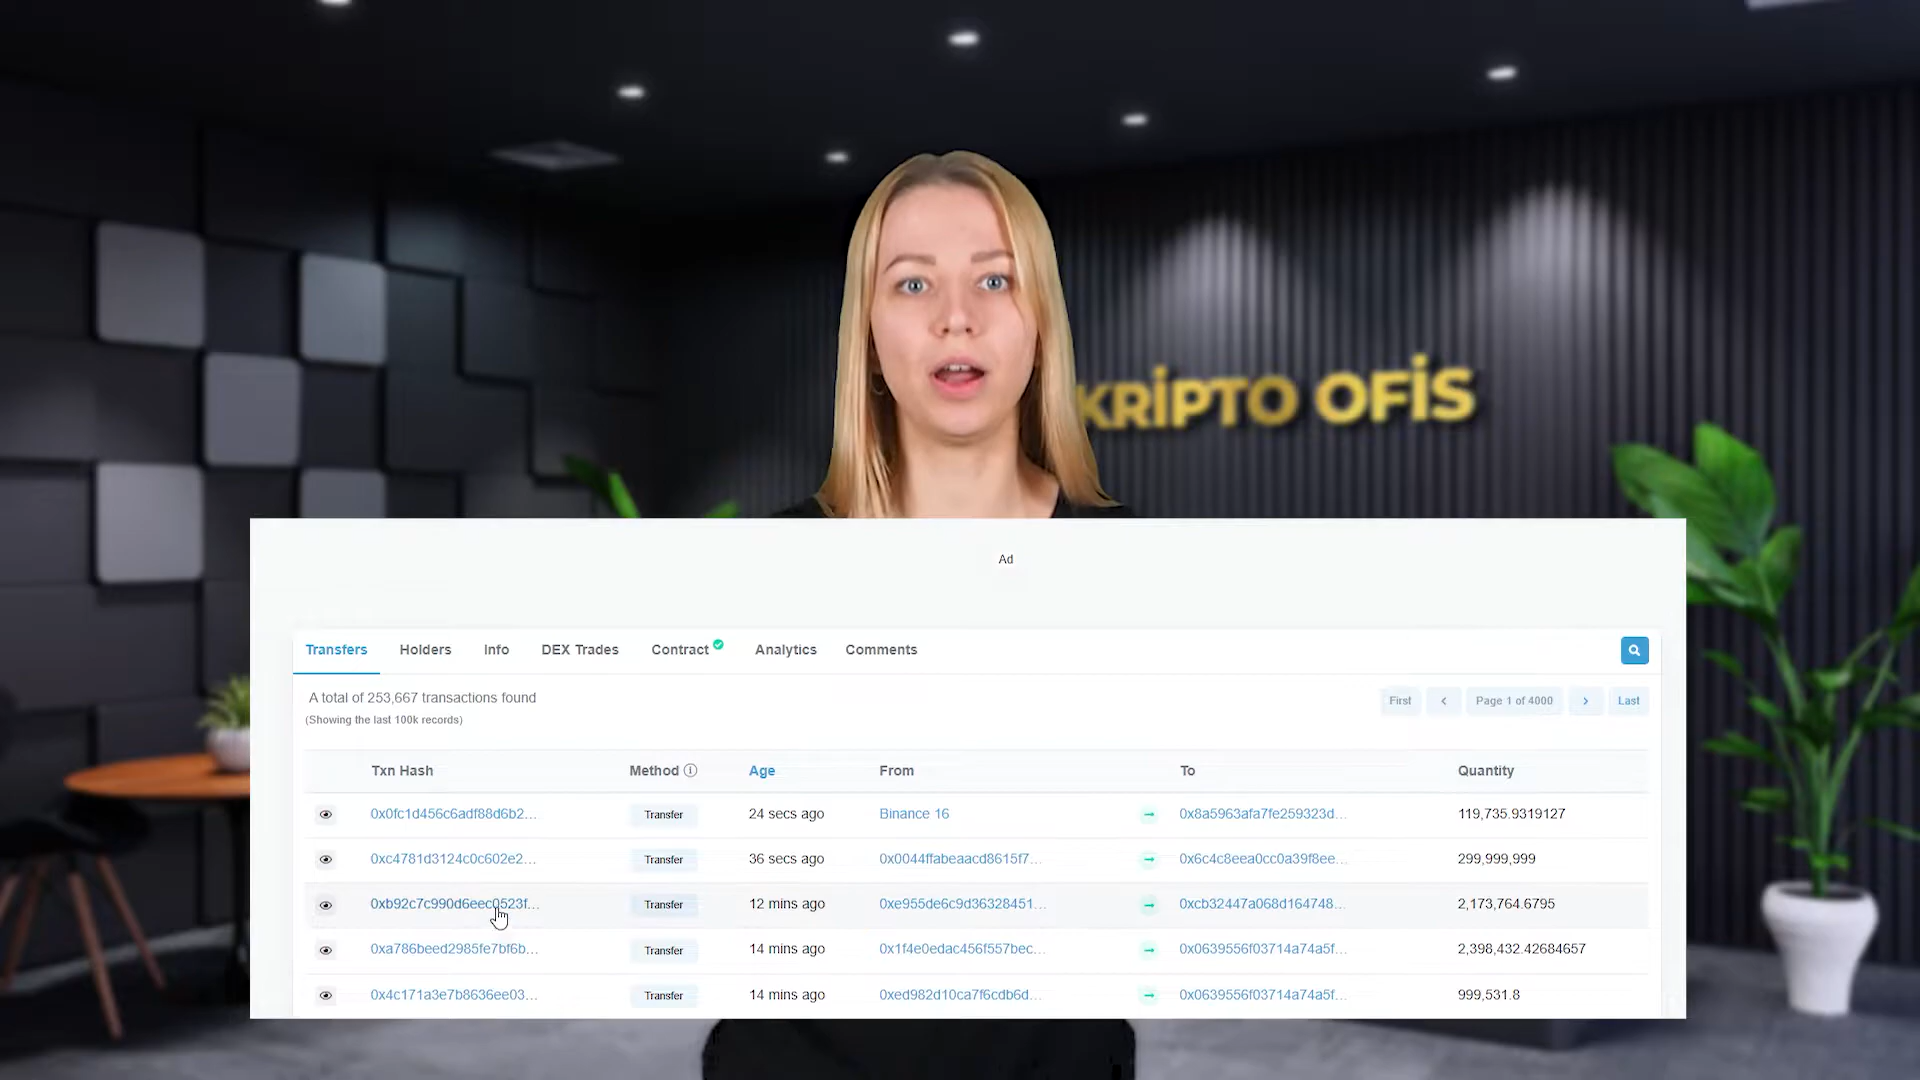 KRİPTO OFİS
Ad
Transfers Holders Info DEX Trades Contract Analytics Comments
A total of 253,667 transactions found
(Showing the last 100k records)
First < Page 1 of 4000 > Last
Txn Hash Method Age From To Quantity
0x0fc1d456c6adf88d6b2... Transfer 24 secs ago Binance 16 → 0x8a5963afa7fe259323d... 119,735.9319127
0xc4781d3124c0c602e2... Transfer 36 secs ago 0x0044ffabeaacd8615f7... → 0x6c4c8eea0cc0a39f8ee... 299,999,999
0xb92c7c990d6eec0523f... Transfer 12 mins ago 0xe955de6c9d36328451... → 0xcb32447a068d164748... 2,173,764.6795
0xa786beed2985fe7bf6b... Transfer 14 mins ago 0x1f4e0edac456f557bec... → 0x0639556f03714a74a5f... 2,398,432.42684657
0x4c171a3e7b8636ee03... Transfer 14 mins ago 0xed982d10ca7f6cdb6d... → 0x0639556f03714a74a5f... 999,531.8